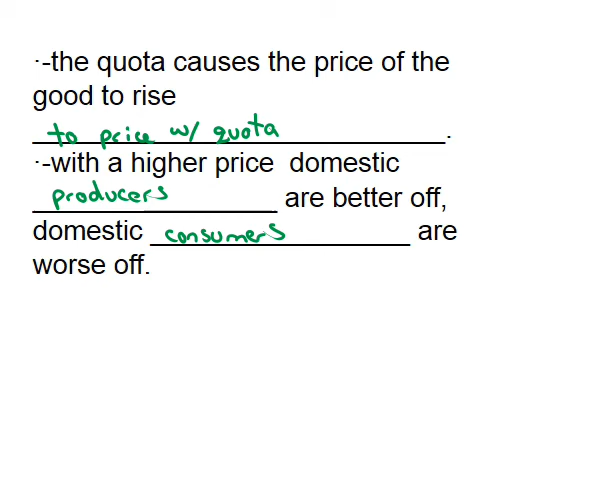 ·-the quota causes the price of the
good to rise
to price w/ quota.
·-with a higher price domestic
producers are better off,
domestic consumers are
worse off.